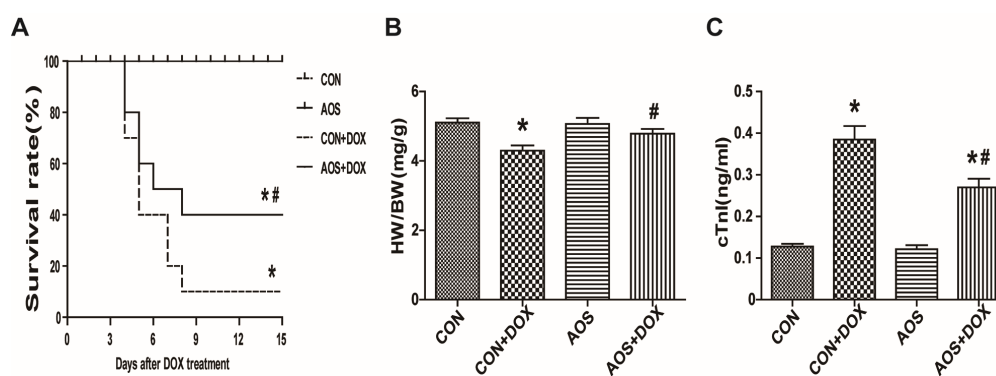 A
Survival rate(%)
100
80
60
40
20
0
0 3 6 9 12 15
Days after DOX treatment
*#
*
CON
AOS
CON+DOX
AOS+DOX
B
HW/BW(mg/g)
6
4
2
0
*
#
CON CON+DOX AOS AOS+DOX
C
cTnI(ng/ml)
0.5
0.4
0.3
0.2
0.1
0
*
*#
CON CON+DOX AOS AOS+DOX